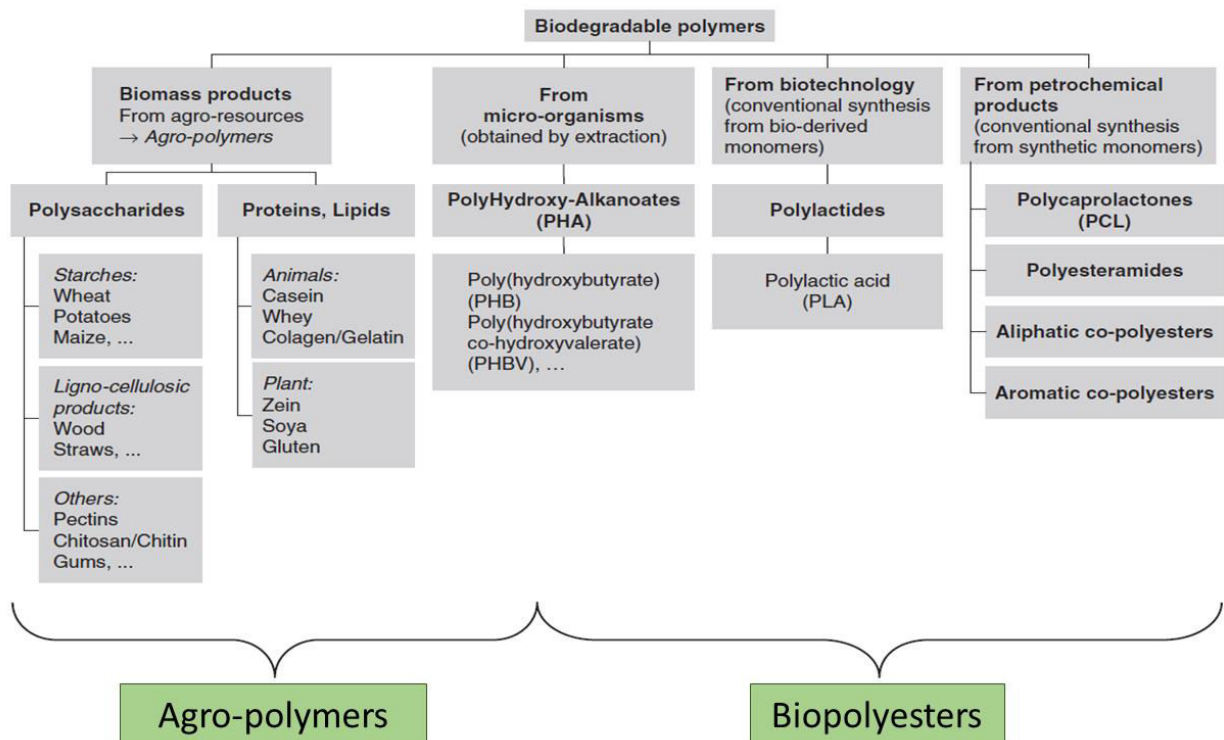 Biodegradable polymers
Biomass products
From agro-resources
→ Agro-polymers
From
micro-organisms
(obtained by extraction)
From biotechnology
(conventional synthesis
from bio-derived
monomers)
From petrochemical
products
(conventional synthesis
from synthetic monomers)
Polysaccharides
Proteins, Lipids
PolyHydroxy-Alkanoates
(PHA)
Polylactides
Polycaprolactones
(PCL)
Starches:
Wheat
Potatoes
Maize, ...
Animals:
Casein
Whey
Colagen/Gelatin
Poly(hydroxybutyrate)
(PHB)
Poly(hydroxybutyrate
co-hydroxyvalerate)
(PHBV), ...
Polylactic acid
(PLA)
Polyesteramides
Aliphatic co-polyesters
Aromatic co-polyesters
Ligno-cellulosic
products:
Wood
Straws, ...
Plant:
Zein
Soya
Gluten
Others:
Pectins
Chitosan/Chitin
Gums, ...
Agro-polymers
Biopolyesters